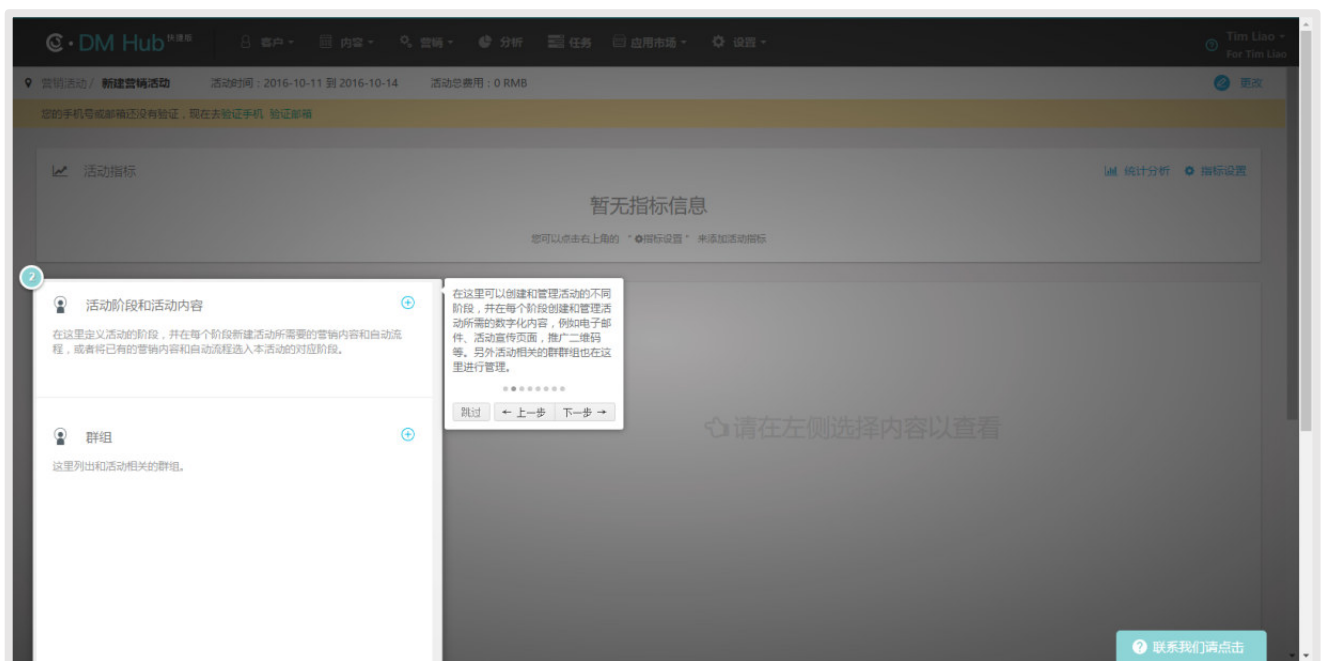 DM Hub 快捷版 客户 内容 营销 分析 任务 应用市场 设置 Tim Liao
For Tim Liao
营销活动 / 新建营销活动 活动时间：2016-10-11 到 2016-10-14 活动总费用：0 RMB 更改
您的手机号或邮箱还没有验证，现在去验证手机 验证邮箱
活动指标 统计分析 指标设置
暂无指标信息
您可以点击右上角的 “指标设置” 来添加活动指标
2
活动阶段和活动内容
在这里定义活动的阶段，并在每个阶段新建活动所需要的营销内容和自动流
程，或者将已有的营销内容和自动流程选入本活动的对应阶段。
在这里可以创建和管理活动的不同
阶段，并在每个阶段创建和管理活
动所需的数字化内容，例如电子邮
件、活动宣传页面，推广二维码
等。另外活动相关的群群组也在这
里进行管理。
跳过 ← 上一步 下一步 →
群组
这里列出和活动相关的群组。
请在左侧选择内容以查看
联系我们请点击